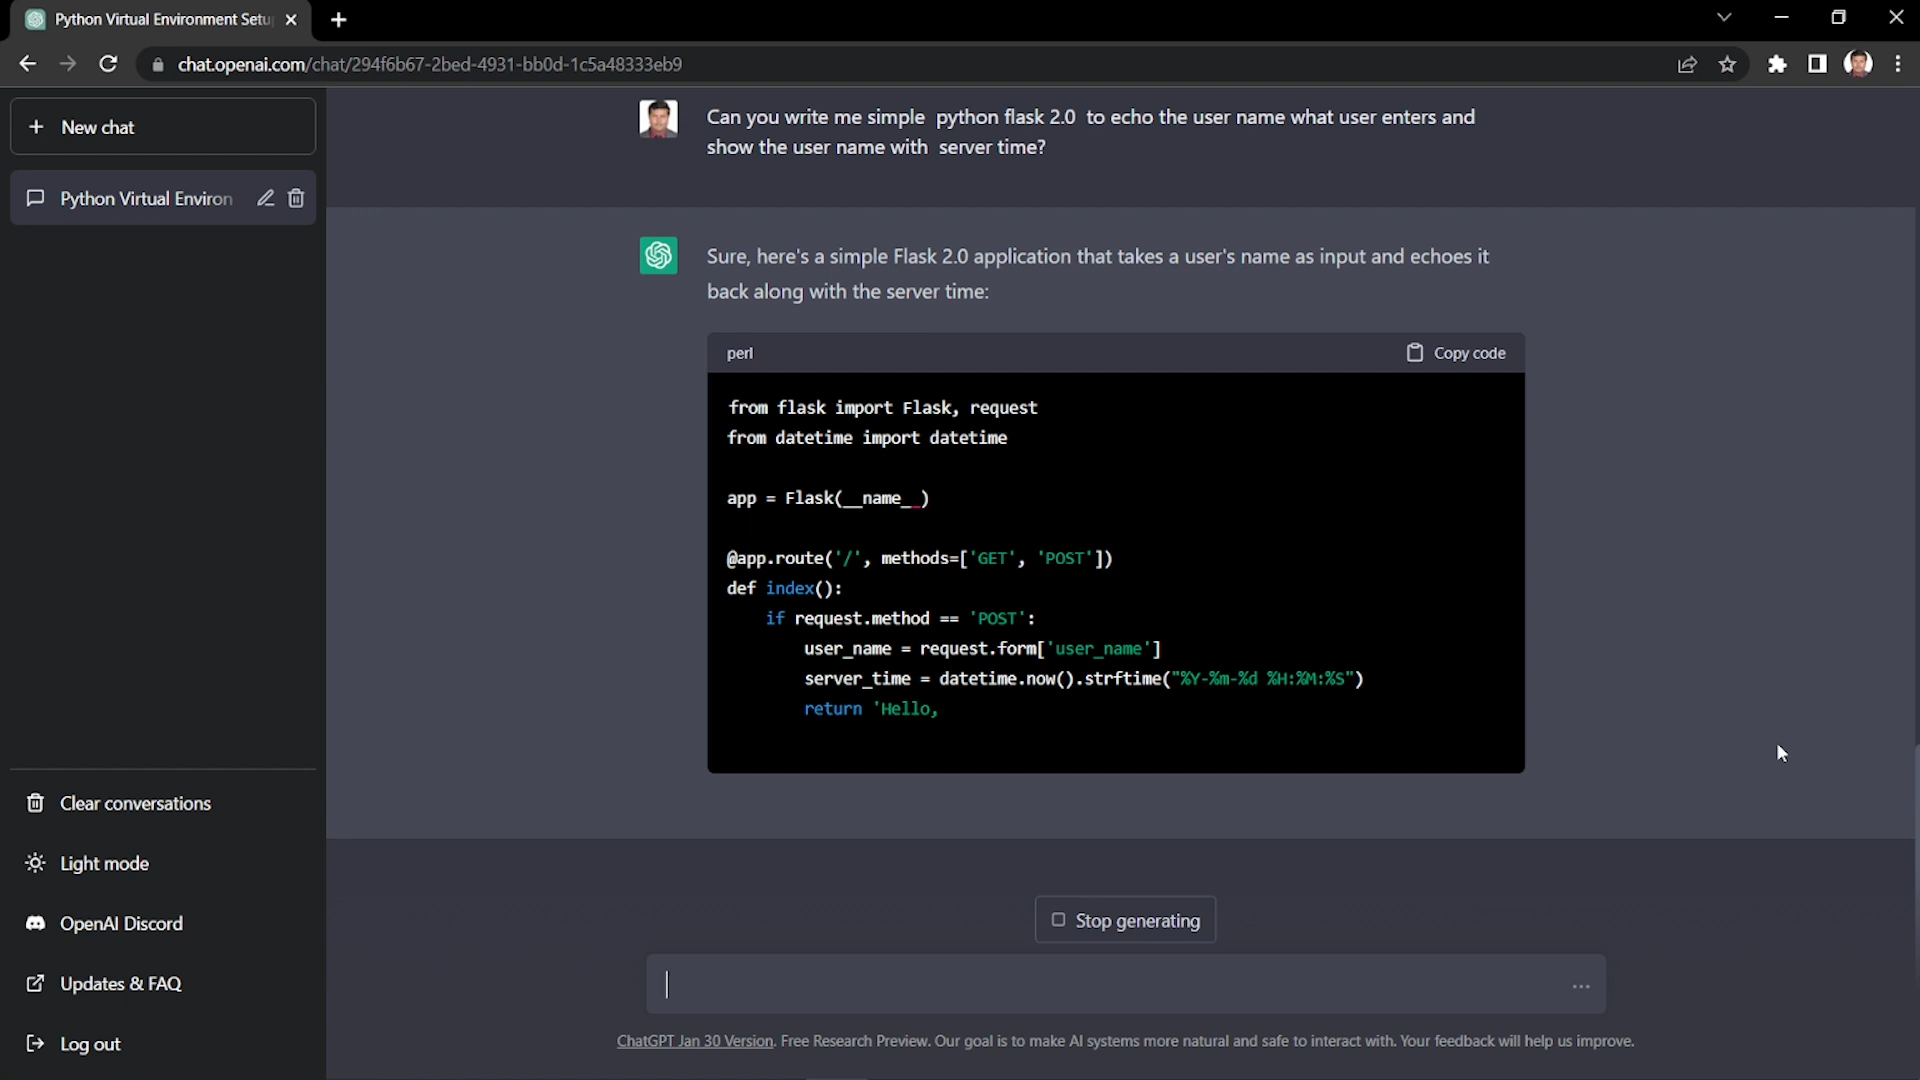 Python Virtual Environment Setu
chat.openai.com/chat/294f6b67-2bed-4931-bb0d-1c5a48333eb9
New chat
Python Virtual Environ
Can you write me simple  python flask 2.0  to echo the user name what user enters and
show the user name with  server time?
Sure, here's a simple Flask 2.0 application that takes a user's name as input and echoes it
back along with the server time:
perl
Copy code
from flask import Flask, request
from datetime import datetime
app = Flask(__name__)
@app.route('/', methods=['GET', 'POST'])
def index():
    if request.method == 'POST':
        user_name = request.form['user_name']
        server_time = datetime.now().strftime("%Y-%m-%d %H:%M:%S")
        return 'Hello,
Clear conversations
Light mode
OpenAI Discord
Updates & FAQ
Log out
Stop generating
ChatGPT Jan 30 Version. Free Research Preview. Our goal is to make AI systems more natural and safe to interact with. Your feedback will help us improve.